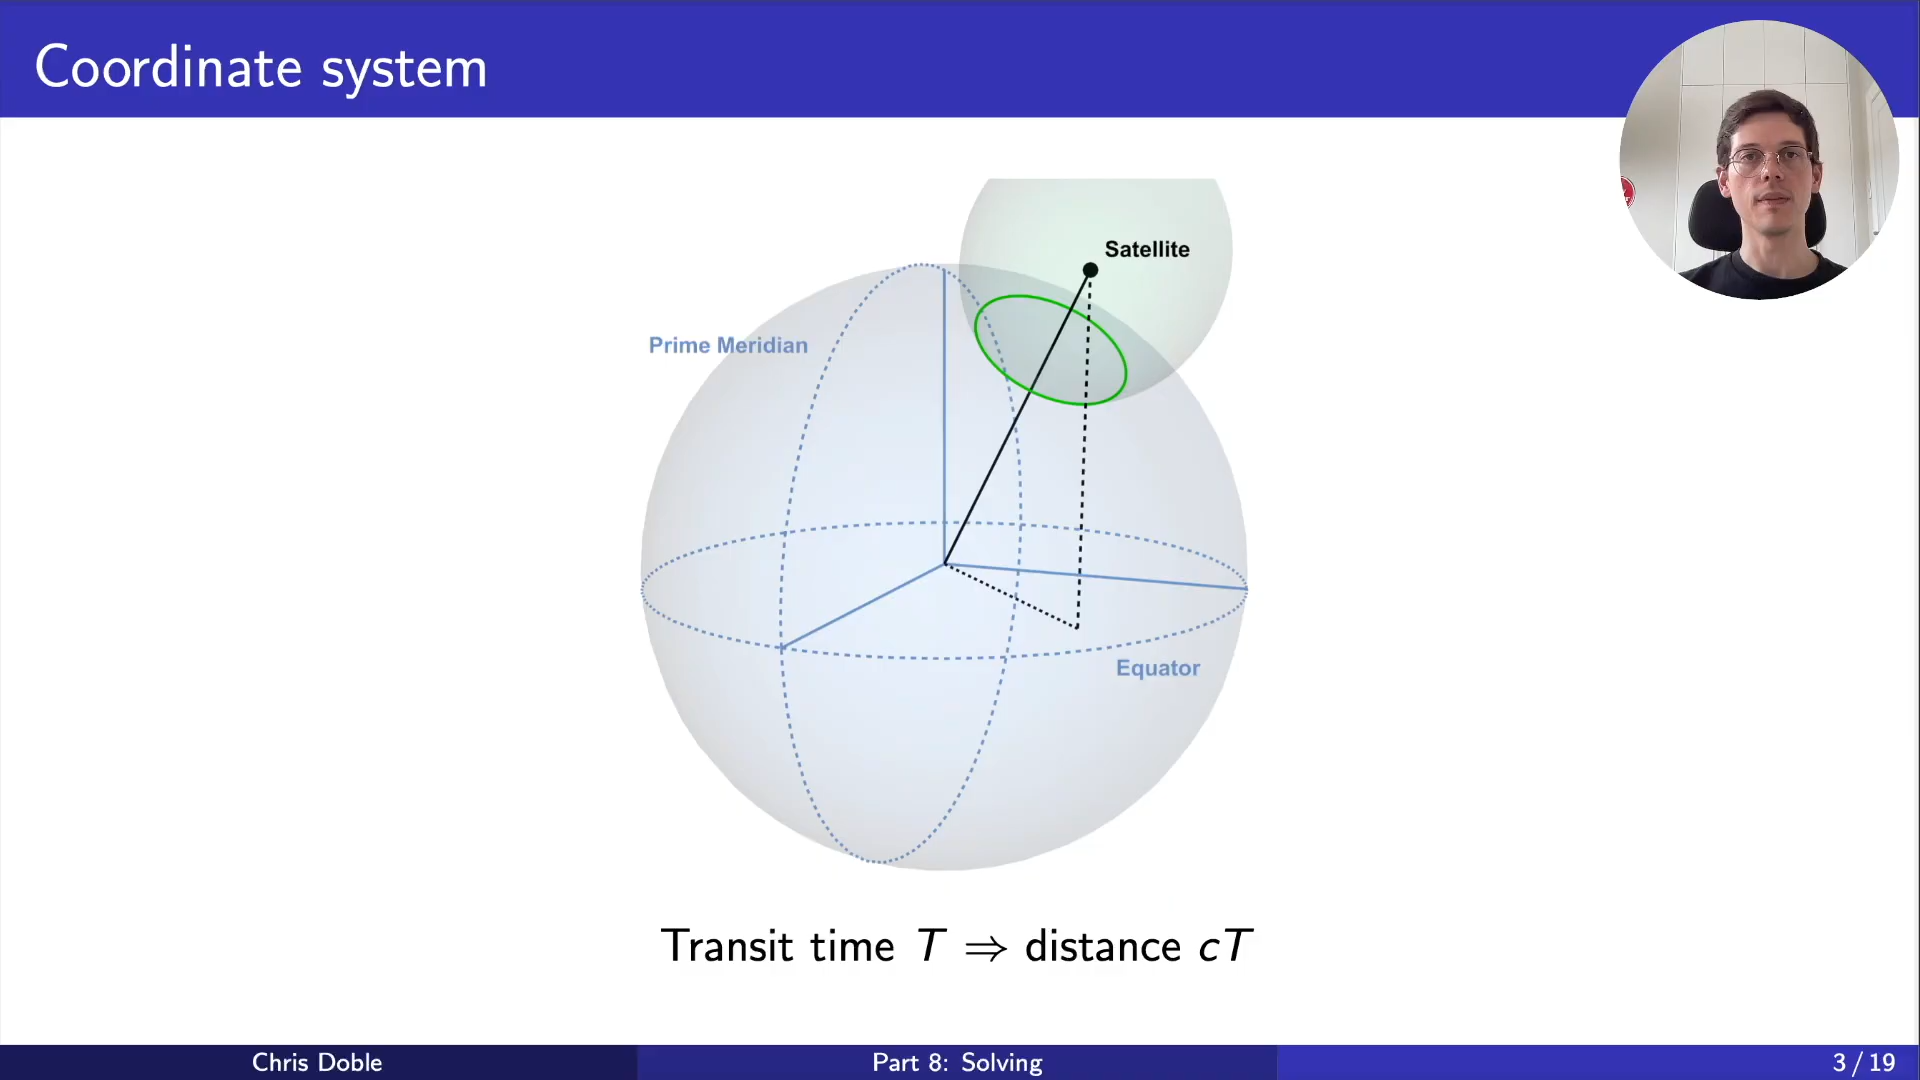 Coordinate system
Satellite
Prime Meridian
Equator
Transit time T ⇒ distance cT
Chris Doble
Part 8: Solving
3 / 19